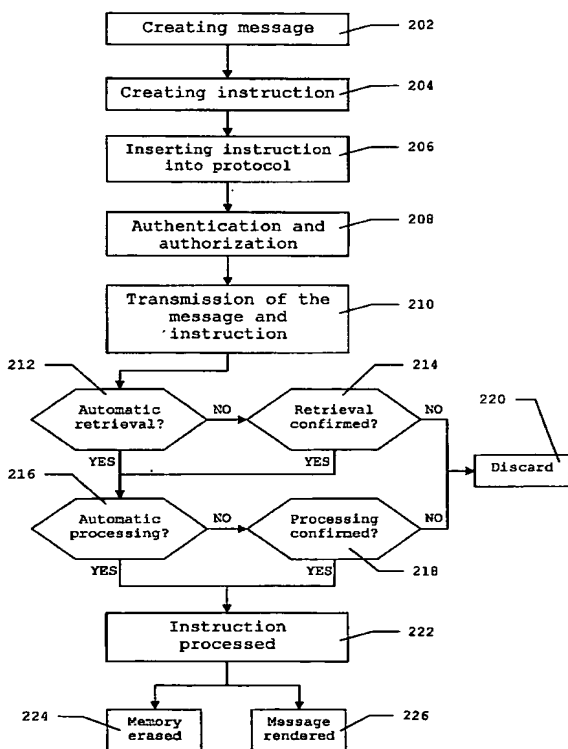 Creating message
202
Creating instruction
204
Inserting instruction
into protocol
206
Authentication and
authorization
208
Transmission of the
message and
instruction
210
212
214
Automatic
retrieval?
NO
Retrieval
confirmed?
NO
220
YES
YES
Discard
216
Automatic
processing?
NO
Processing
confirmed?
NO
YES
YES
218
Instruction
processed
222
224
Memory
erased
Message
rendered
226